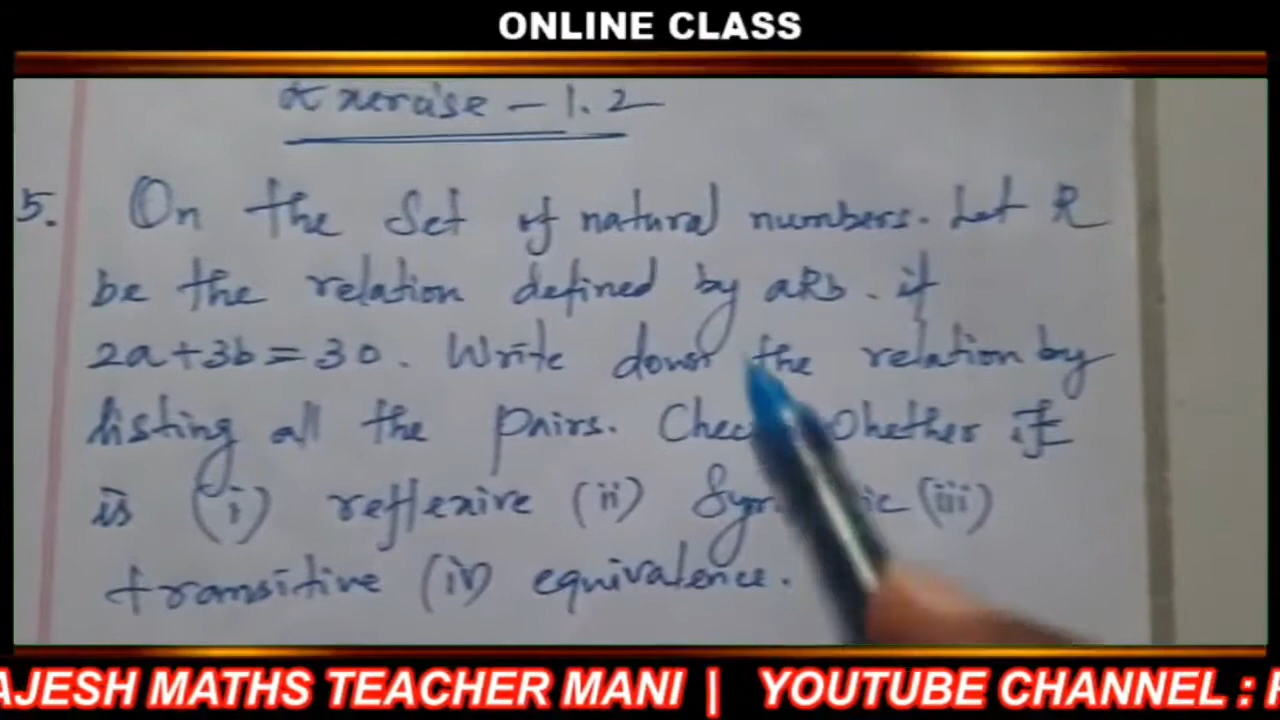 ONLINE CLASS
Exercise - 1.2
5. On the Set of natural numbers. Let R
be the relation defined by aRb. if
2a+3b=30. Write down the relation by
listing all the pairs. Check whether it
is (i) reflexive (ii) (iii)
transitive (iv) equivalence.
AJESH MATHS TEACHER MANI | YOUTUBE CHANNEL :